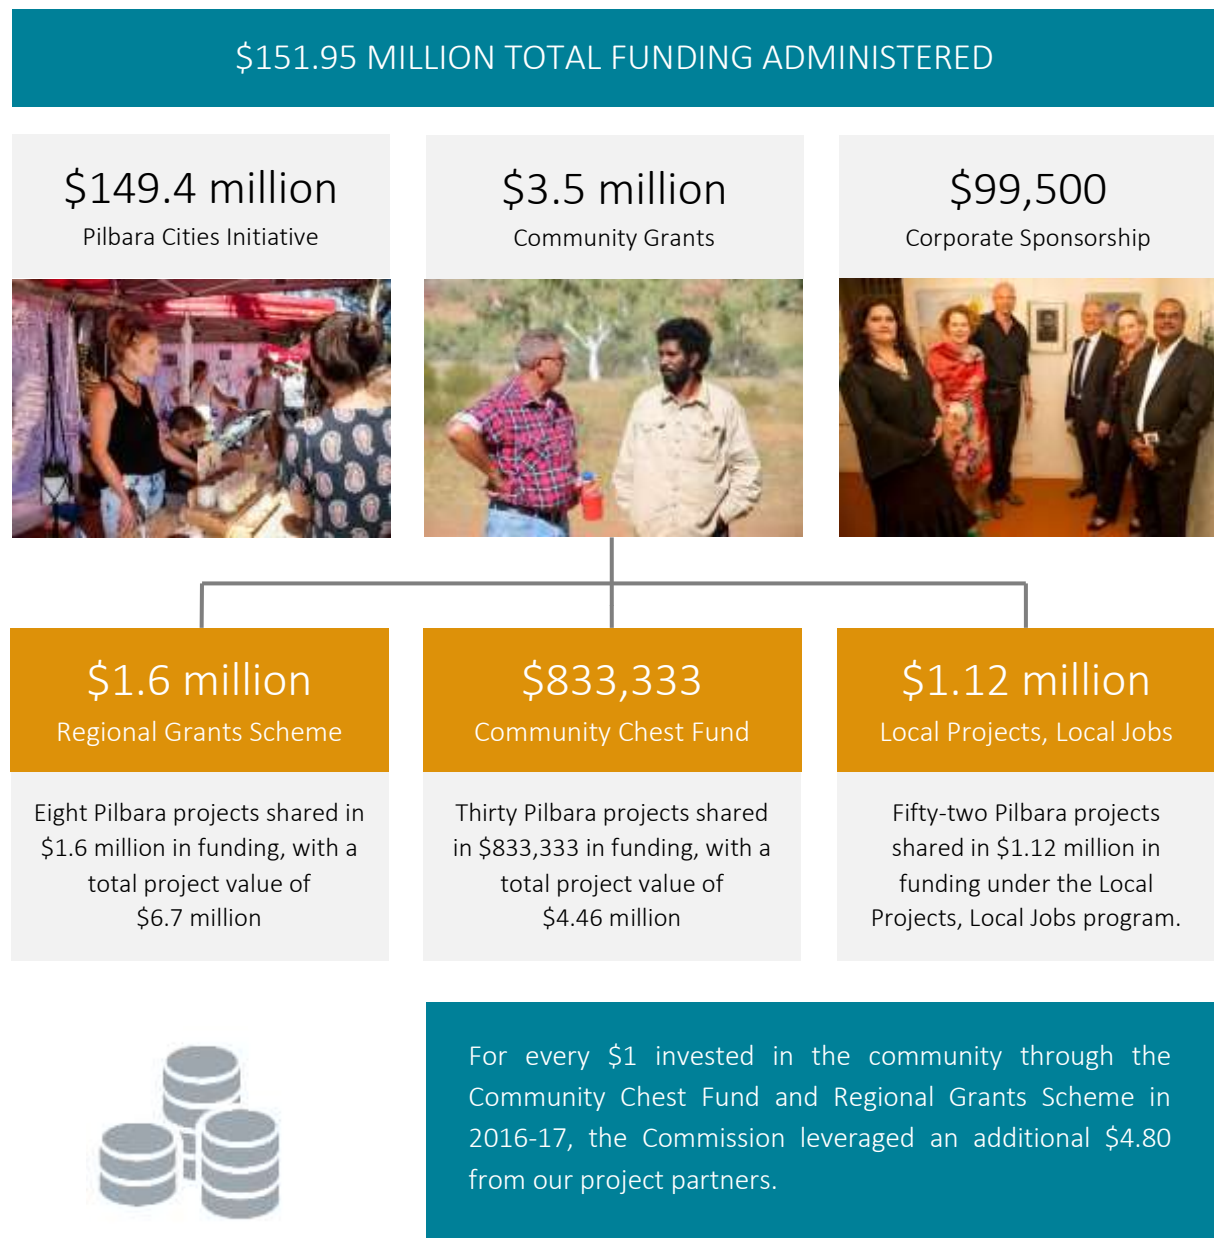 $151.95 MILLION TOTAL FUNDING ADMINISTERED
$149.4 million
Pilbara Cities Initiative
$3.5 million
Community Grants
$99,500
Corporate Sponsorship
$1.6 million
Regional Grants Scheme
Eight Pilbara projects shared in
$1.6 million in funding, with a
total project value of
$6.7 million
$833,333
Community Chest Fund
Thirty Pilbara projects shared
in $833,333 in funding, with a
total project value of
$4.46 million
$1.12 million
Local Projects, Local Jobs
Fifty-two Pilbara projects
shared in $1.12 million in
funding under the Local
Projects, Local Jobs program.
For every $1 invested in the community through the
Community Chest Fund and Regional Grants Scheme in
2016-17, the Commission leveraged an additional $4.80
from our project partners.